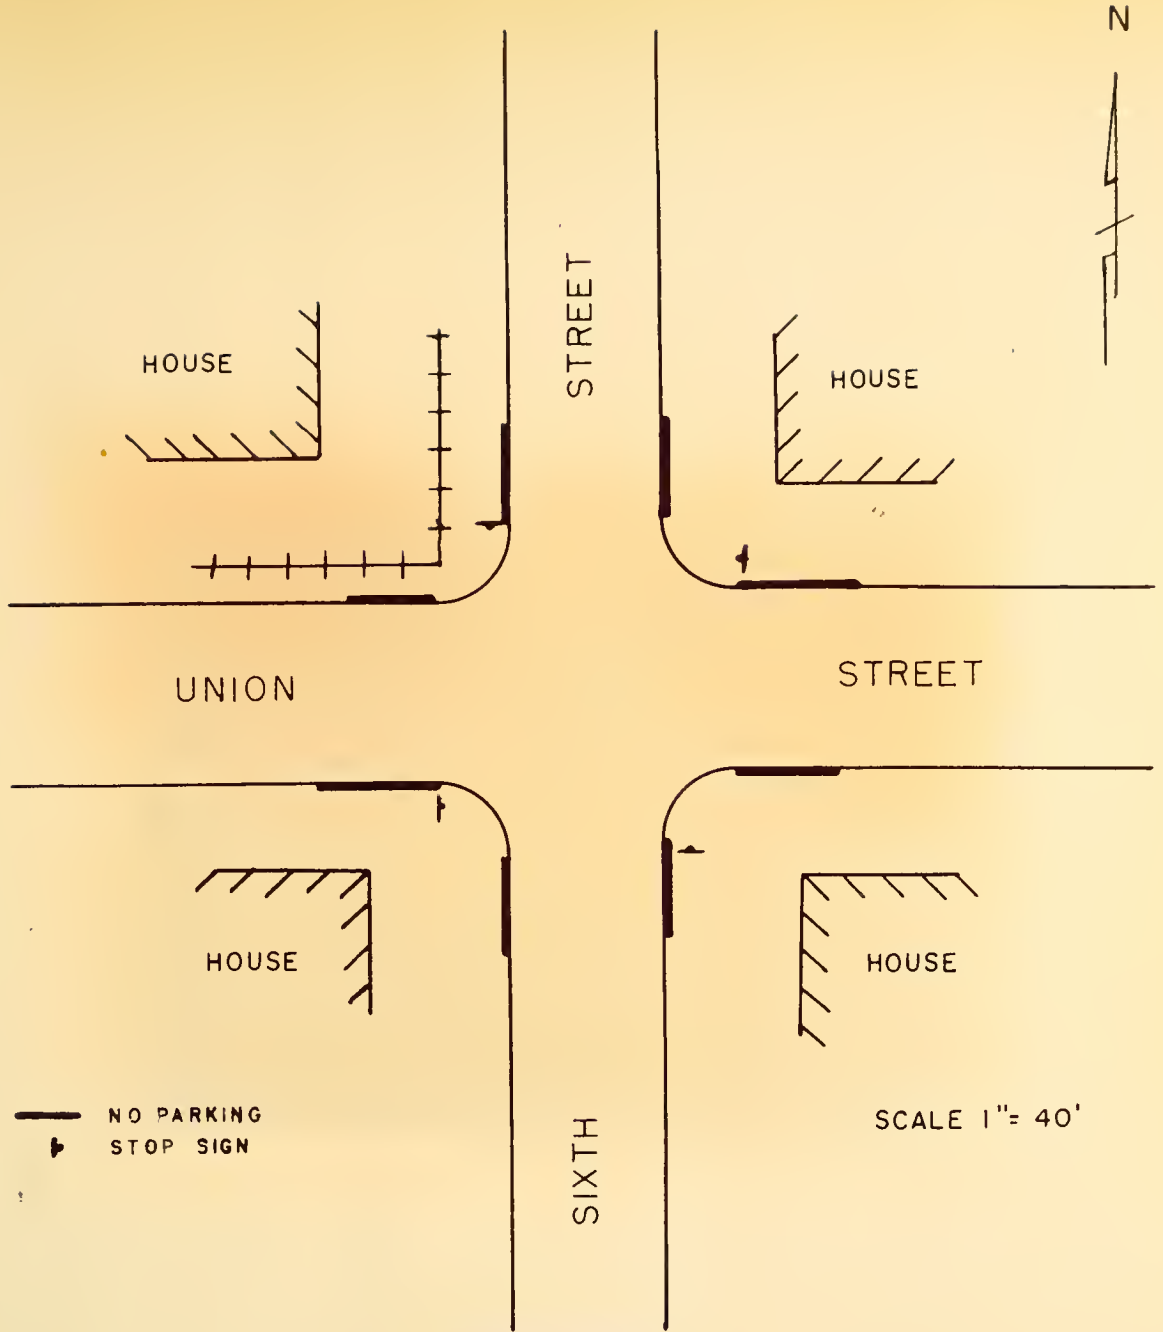 N
STREET
HOUSE
HOUSE
UNION
STREET
HOUSE
HOUSE
NO PARKING
STOP SIGN
SCALE 1"= 40'
SIXTH